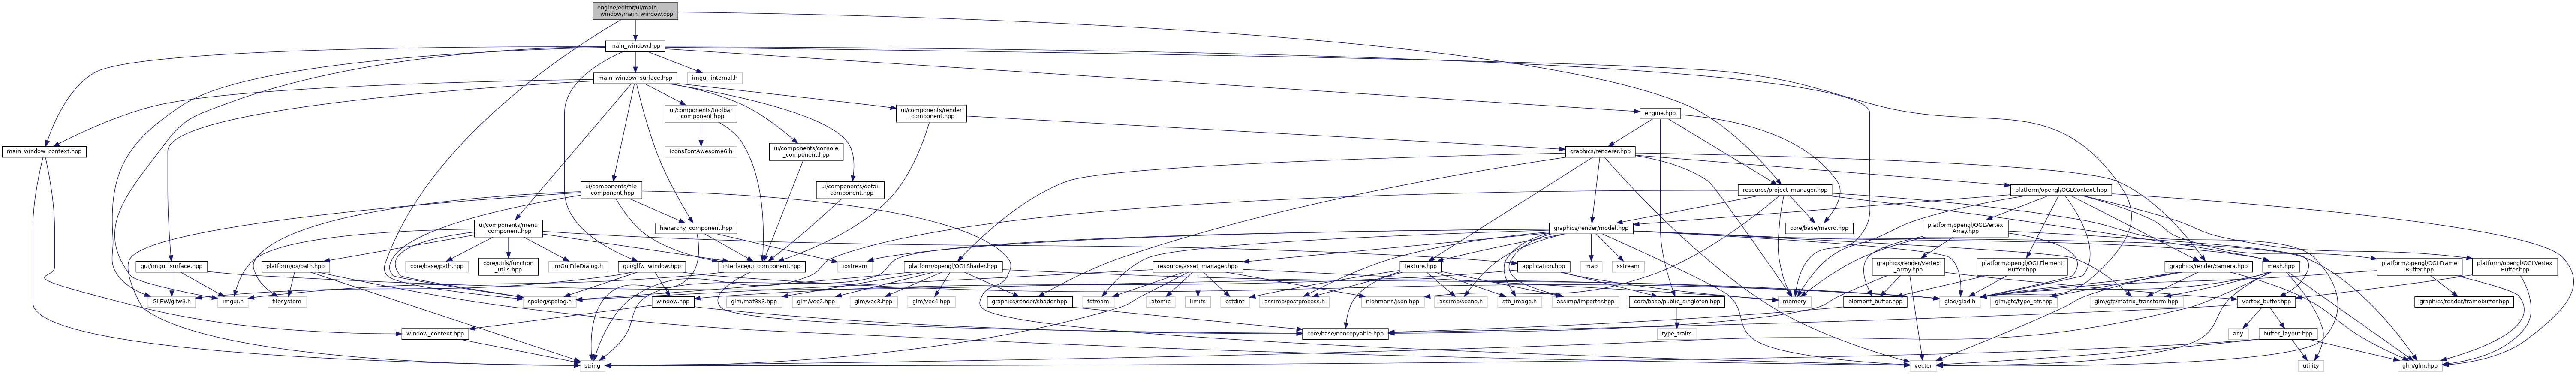 engine/editor/ui/main
_window/main_window.cpp
main_window.hpp
main_window_surface.hpp
imgui_internal.h
ui/components/toolbar
_component.hpp
ui/components/render
_component.hpp
engine.hpp
main_window_context.hpp
IconsFontAwesome6.h
ui/components/console
_component.hpp
graphics/renderer.hpp
ui/components/file
_component.hpp
ui/components/detail
_component.hpp
resource/project_manager.hpp
platform/opengl/OGLContext.hpp
ui/components/menu
_component.hpp
hierarchy_component.hpp
graphics/render/model.hpp
core/base/macro.hpp
platform/opengl/OGLVertex
Array.hpp
gui/imgui_surface.hpp
platform/os/path.hpp
core/base/path.hpp
core/utils/function
_utils.hpp
ImGuiFileDialog.h
gui/glfw_window.hpp
interface/ui_component.hpp
iostream
platform/opengl/OGLShader.hpp
resource/asset_manager.hpp
texture.hpp
application.hpp
map
sstream
graphics/render/vertex
_array.hpp
platform/opengl/OGLElement
Buffer.hpp
graphics/render/camera.hpp
mesh.hpp
platform/opengl/OGLFrame
Buffer.hpp
platform/opengl/OGLVertex
Buffer.hpp
GLFW/glfw3.h
imgui.h
filesystem
spdlog/spdlog.h
window.hpp
glm/mat3x3.hpp
glm/vec2.hpp
glm/vec3.hpp
glm/vec4.hpp
graphics/render/shader.hpp
fstream
atomic
limits
cstdint
assimp/postprocess.h
nlohmann/json.hpp
assimp/scene.h
stb_image.h
assimp/Importer.hpp
core/base/public_singleton.hpp
memory
element_buffer.hpp
glad/glad.h
glm/gtc/type_ptr.hpp
glm/gtc/matrix_transform.hpp
vertex_buffer.hpp
graphics/render/framebuffer.hpp
window_context.hpp
core/base/noncopyable.hpp
type_traits
any
buffer_layout.hpp
string
vector
utility
glm/glm.hpp